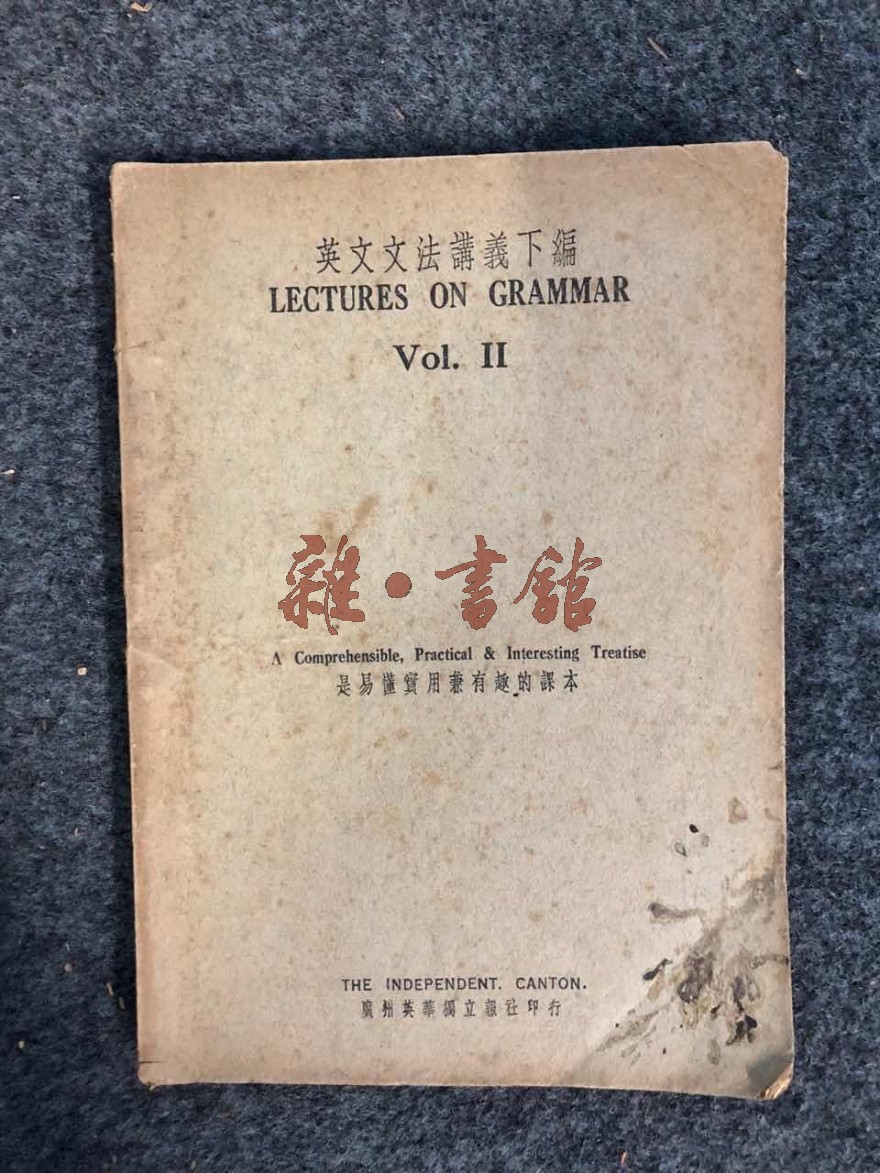 英文文法講義下編
LECTURES ON GRAMMAR
Vol. II
雜·書館
A Comprehensible, Practical & Interesting Treatise
是易懂實用兼有趣的課本
THE INDEPENDENT. CANTON.
廣州英華獨立報社印行